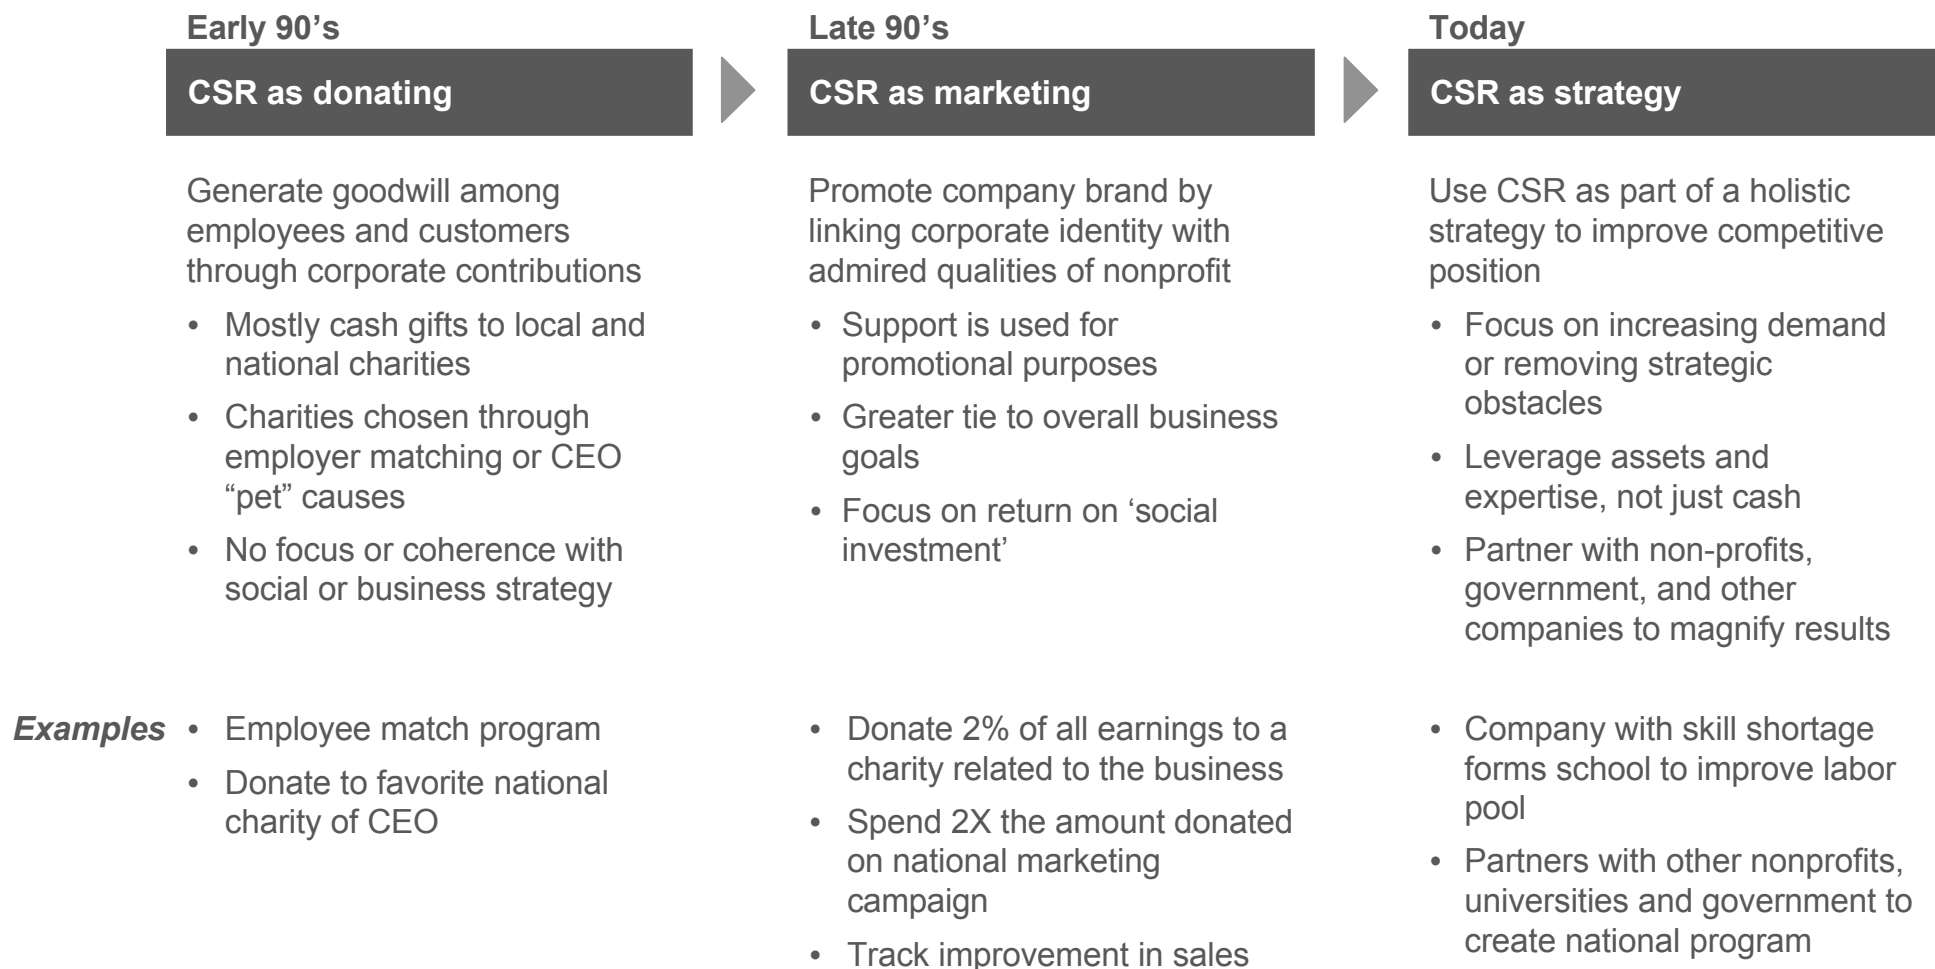 Early 90’s
CSR as donating
Generate goodwill among
employees and customers
through corporate contributions
• Mostly cash gifts to local and
national charities
• Charities chosen through
employer matching or CEO
“pet” causes
• No focus or coherence with
social or business strategy
Late 90’s
CSR as marketing
Promote company brand by
linking corporate identity with
admired qualities of nonprofit
• Support is used for
promotional purposes
• Greater tie to overall business
goals
• Focus on return on ‘social
investment’
Today
CSR as strategy
Use CSR as part of a holistic
strategy to improve competitive
position
• Focus on increasing demand
or removing strategic
obstacles
• Leverage assets and
expertise, not just cash
• Partner with non-profits,
government, and other
companies to magnify results
Examples
• Employee match program
• Donate to favorite national
charity of CEO
• Donate 2% of all earnings to a
charity related to the business
• Spend 2X the amount donated
on national marketing
campaign
• Track improvement in sales
• Company with skill shortage
forms school to improve labor
pool
• Partners with other nonprofits,
universities and government to
create national program